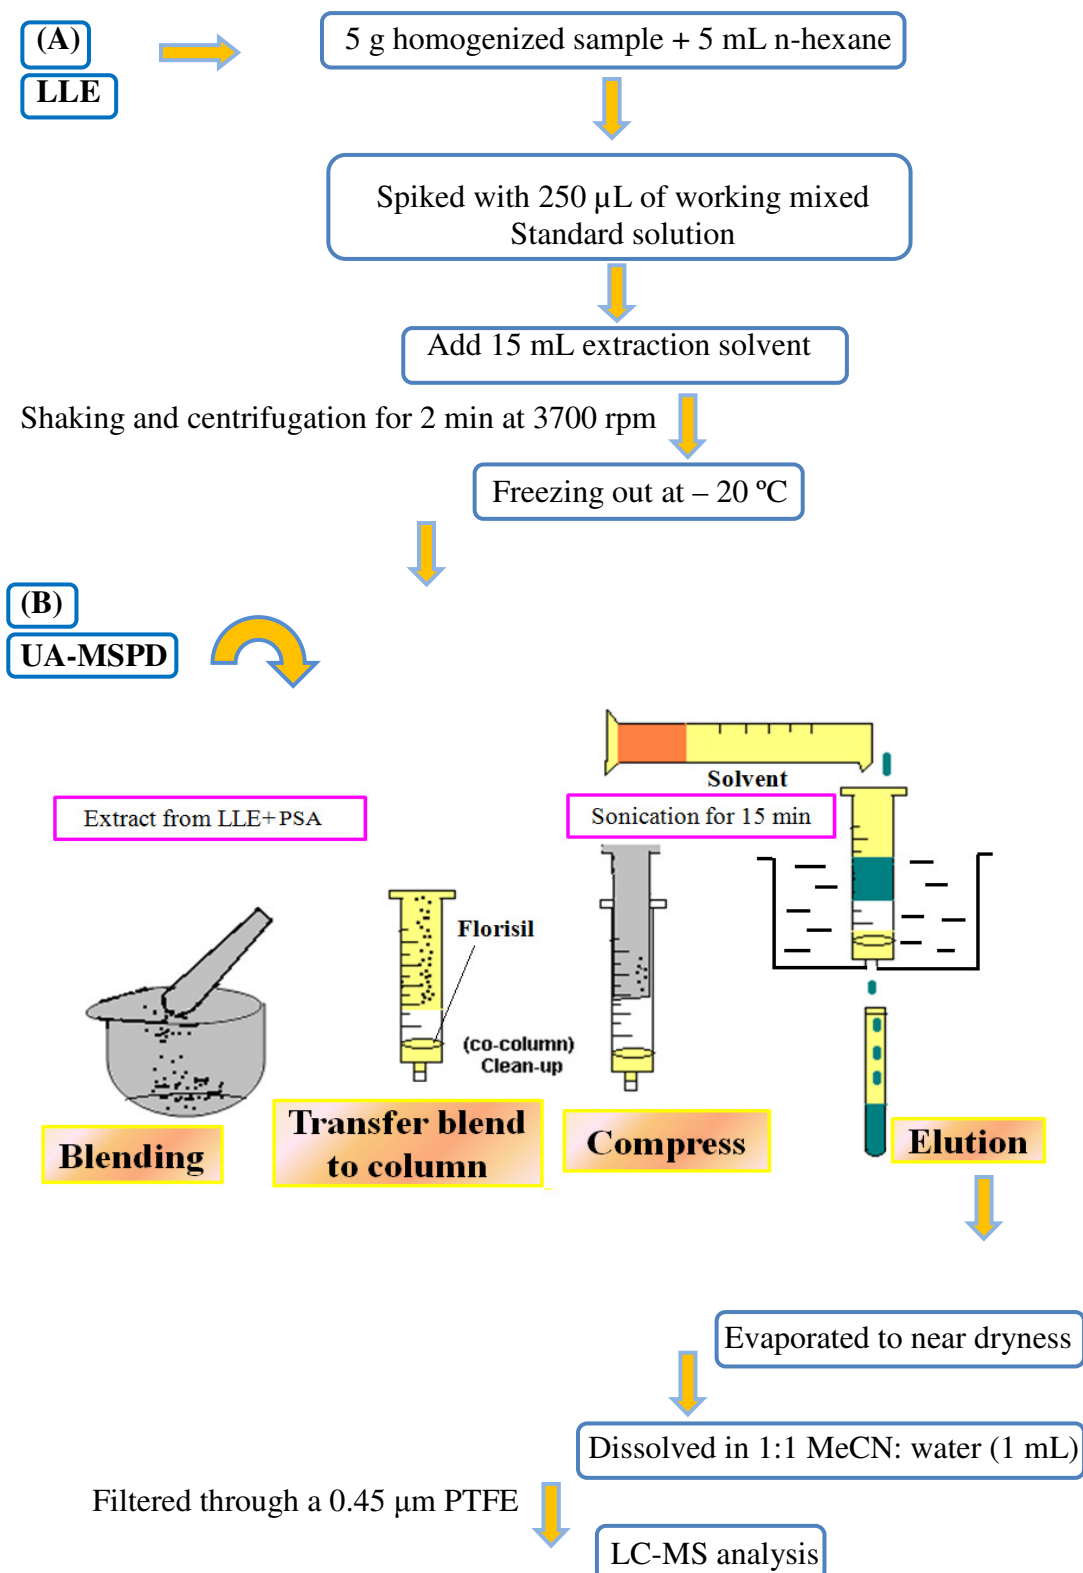 (A)
LLE
5 g homogenized sample + 5 mL n-hexane
Spiked with 250 µL of working mixed
Standard solution
Add 15 mL extraction solvent
Shaking and centrifugation for 2 min at 3700 rpm
Freezing out at – 20 ºC
(B)
UA-MSPD
Solvent
Extract from LLE+PSA
Sonication for 15 min
Florisil
(co-column)
Clean-up
Blending
Transfer blend
to column
Compress
Elution
Evaporated to near dryness
Dissolved in 1:1 MeCN: water (1 mL)
Filtered through a 0.45 µm PTFE
LC-MS analysis